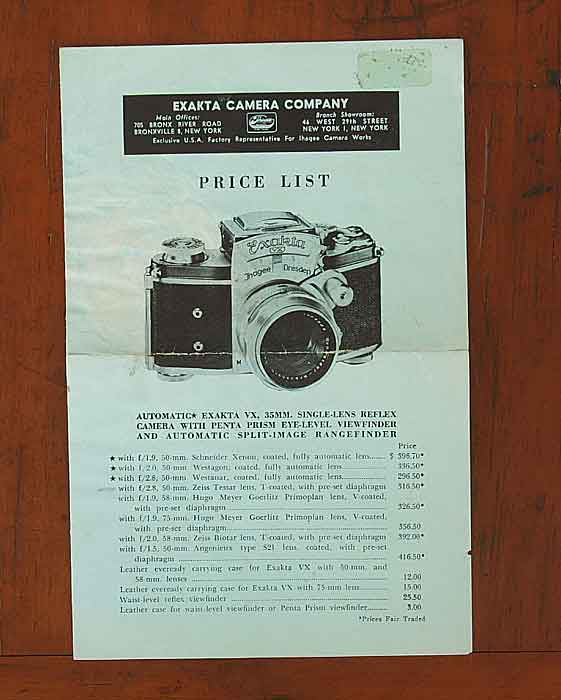 EXAKTA CAMERA COMPANY
Main Offices:
705 BRONX RIVER ROAD
BRONXVILLE 8, NEW YORK
Branch Showroom:
46 WEST 29th STREET
NEW YORK 1, NEW YORK
Exclusive U.S.A. Factory Representative For Ihagee Camera Works
PRICE LIST
Exakta
VX
Ihagee Dresden
AUTOMATIC★ EXAKTA VX, 35MM. SINGLE-LENS REFLEX
CAMERA WITH PENTA PRISM EYE-LEVEL VIEWFINDER
AND AUTOMATIC SPLIT-IMAGE RANGEFINDER
Price
★with f/1.9, 50-mm. Schneider Xenon, coated, fully automatic lens...... $ 396.70*
★with f/2.0, 50-mm. Westagon, coated, fully automatic lens.................. 336.50*
★with f/2.8, 50-mm. Westanar, coated, fully automatic lens.................. 296.50*
with f/2.8, 50-mm. Zeiss Tessar lens, T-coated, with pre-set diaphragm 316.50*
with f/1.9, 58-mm. Hugo Meyer Goerlitz Primoplan lens, V-coated,
with pre-set diaphragm.................. 326.50*
with f/1.9, 75-mm. Hugo Meyer Goerlitz Primoplan lens, V-coated,
with pre-set diaphragm.................. 356.50
with f/2.0, 58-mm. Zeiss Biotar lens, T-coated, with pre-set diaphragm 392.00*
with f/1.5, 50-mm. Angenieux type S21 lens, coated, with pre-set
diaphragm .................. 416.50*
Leather eveready carrying case for Exakta VX with 50-mm. and
58-mm. lenses .................. 12.00
Leather eveready carrying case for Exakta VX with 75-mm lens.......... 15.00
Waist-level reflex viewfinder .................. 25.50
Leather case for waist-level viewfinder or Penta Prism viewfinder........ 3.00
*Prices Fair Traded